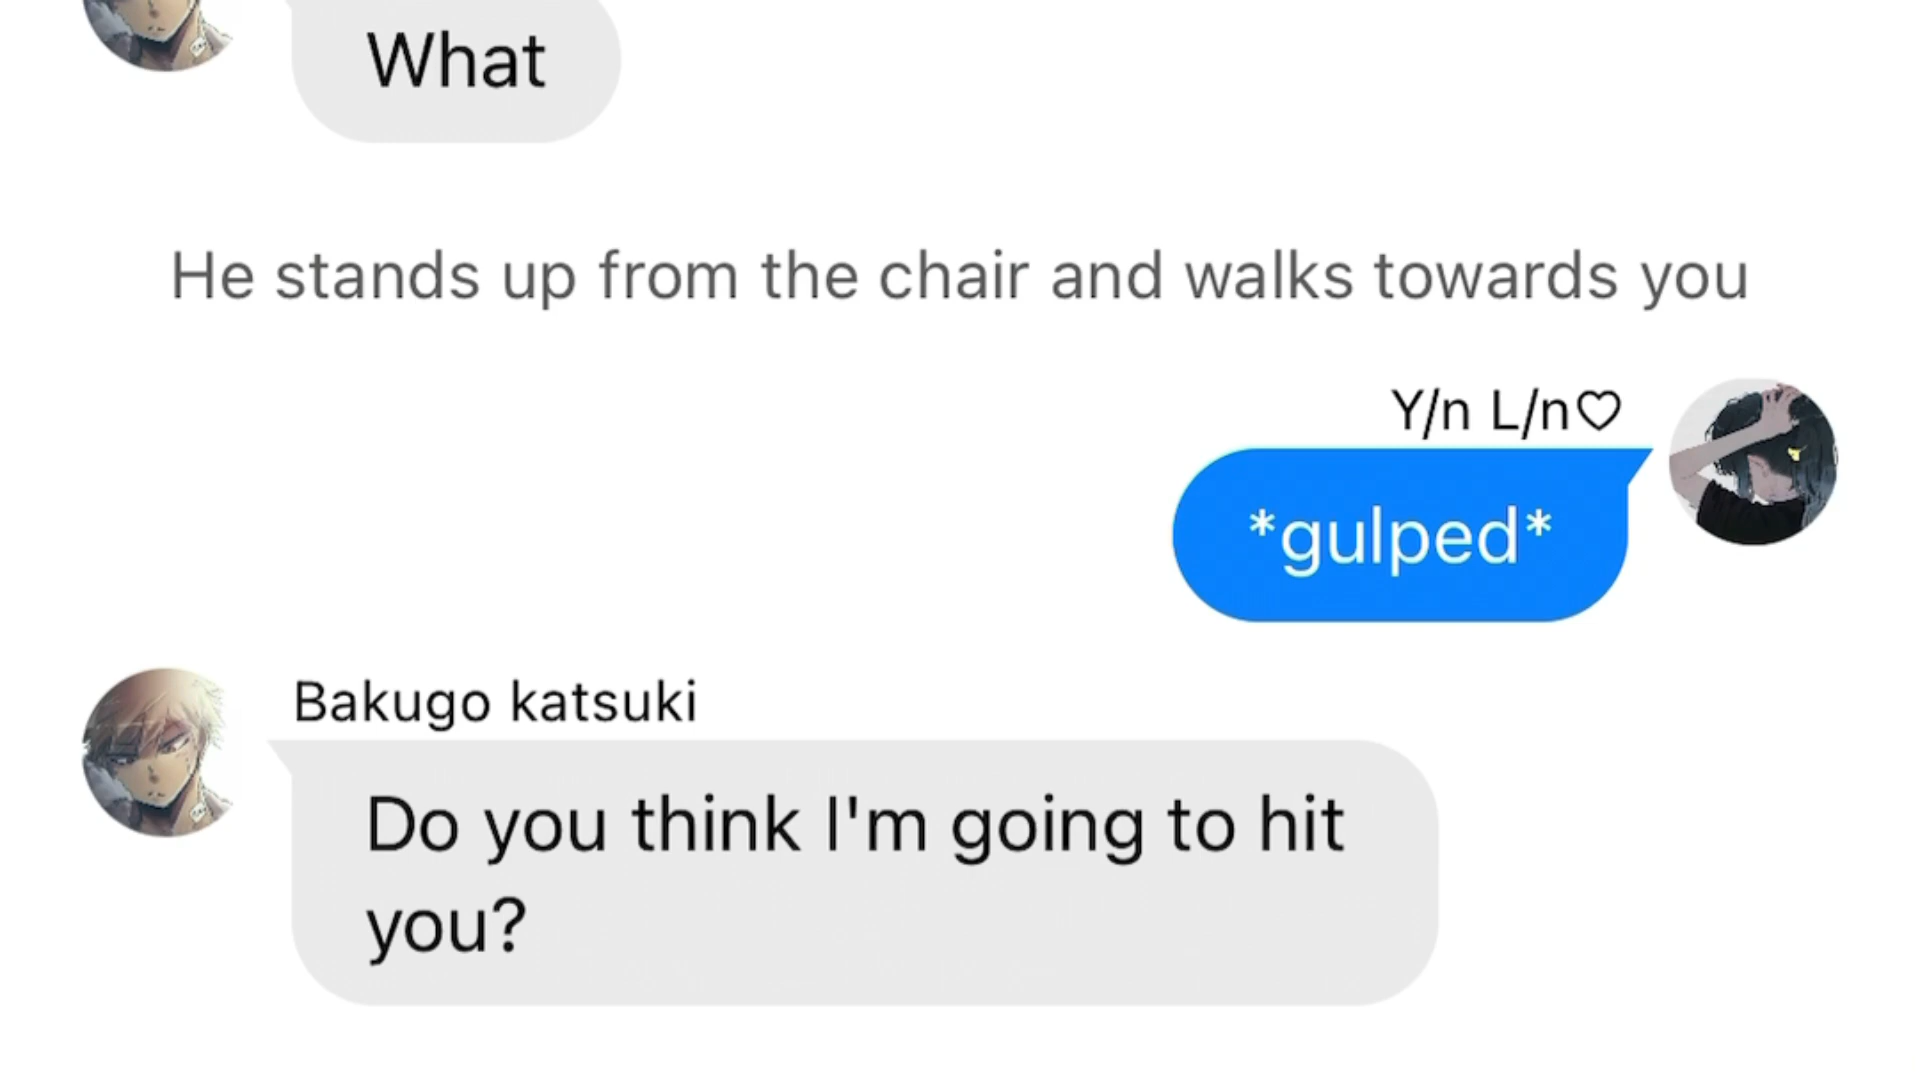 What
He stands up from the chair and walks towards you
Y/n L/n♡
*gulped*
Bakugo katsuki
Do you think I'm going to hit
you?